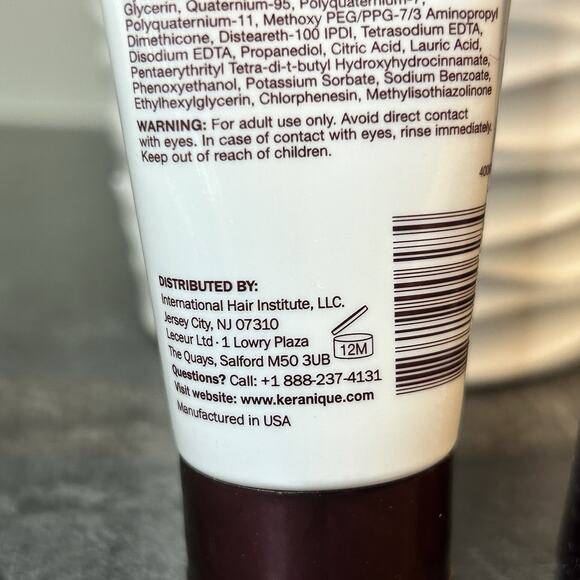 Glycerin, Quaternium-95, Polyquaternium-7,
Polyquaternium-11, Methoxy PEG/PPG-7/3 Aminopropyl
Dimethicone, Disteareth-100 IPDI, Tetrasodium EDTA,
Disodium EDTA, Propanediol, Citric Acid, Lauric Acid,
Pentaerythrityl Tetra-di-t-butyl Hydroxyhydrocinnamate,
Phenoxyethanol, Potassium Sorbate, Sodium Benzoate,
Ethylhexylglycerin, Chlorphenesin, Methylisothiazolinone
WARNING: For adult use only. Avoid direct contact
with eyes. In case of contact with eyes, rinse immediately.
Keep out of reach of children.
DISTRIBUTED BY:
International Hair Institute, LLC.
Jersey City, NJ 07310
Leceur Ltd · 1 Lowry Plaza
The Quays, Salford M50 3UB
12M
Questions? Call: +1 888-237-4131
Visit website: www.keranique.com
Manufactured in USA